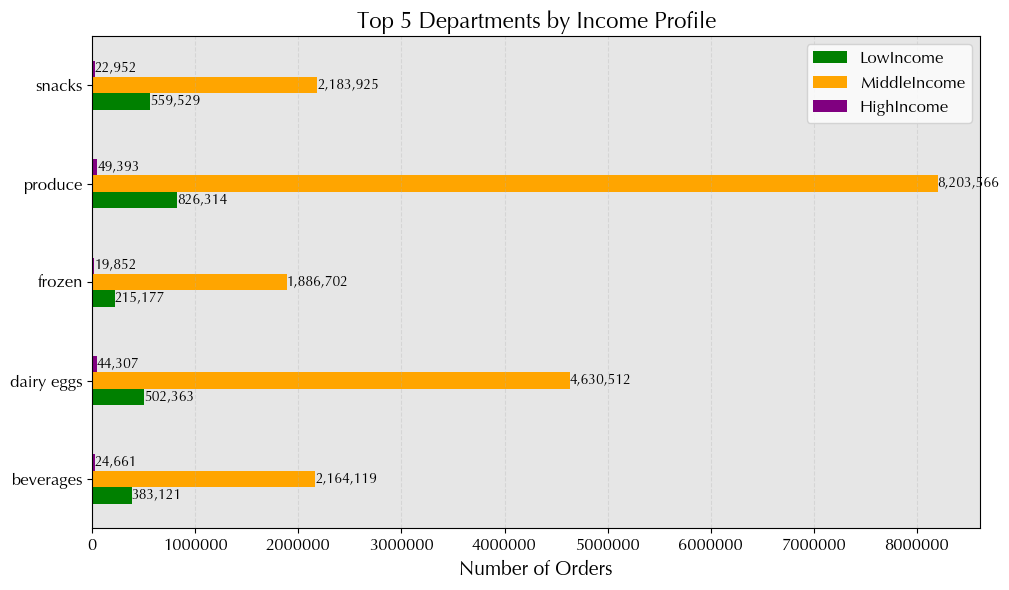 Top 5 Departments by Income Profile
LowIncome
MiddleIncome
HighIncome
snacks
22,952
2,183,925
559,529
produce
49,393
8,203,566
826,314
frozen
19,852
1,886,702
215,177
dairy eggs
44,307
4,630,512
502,363
beverages
24,661
2,164,119
383,121
0 1000000 2000000 3000000 4000000 5000000 6000000 7000000 8000000
Number of Orders